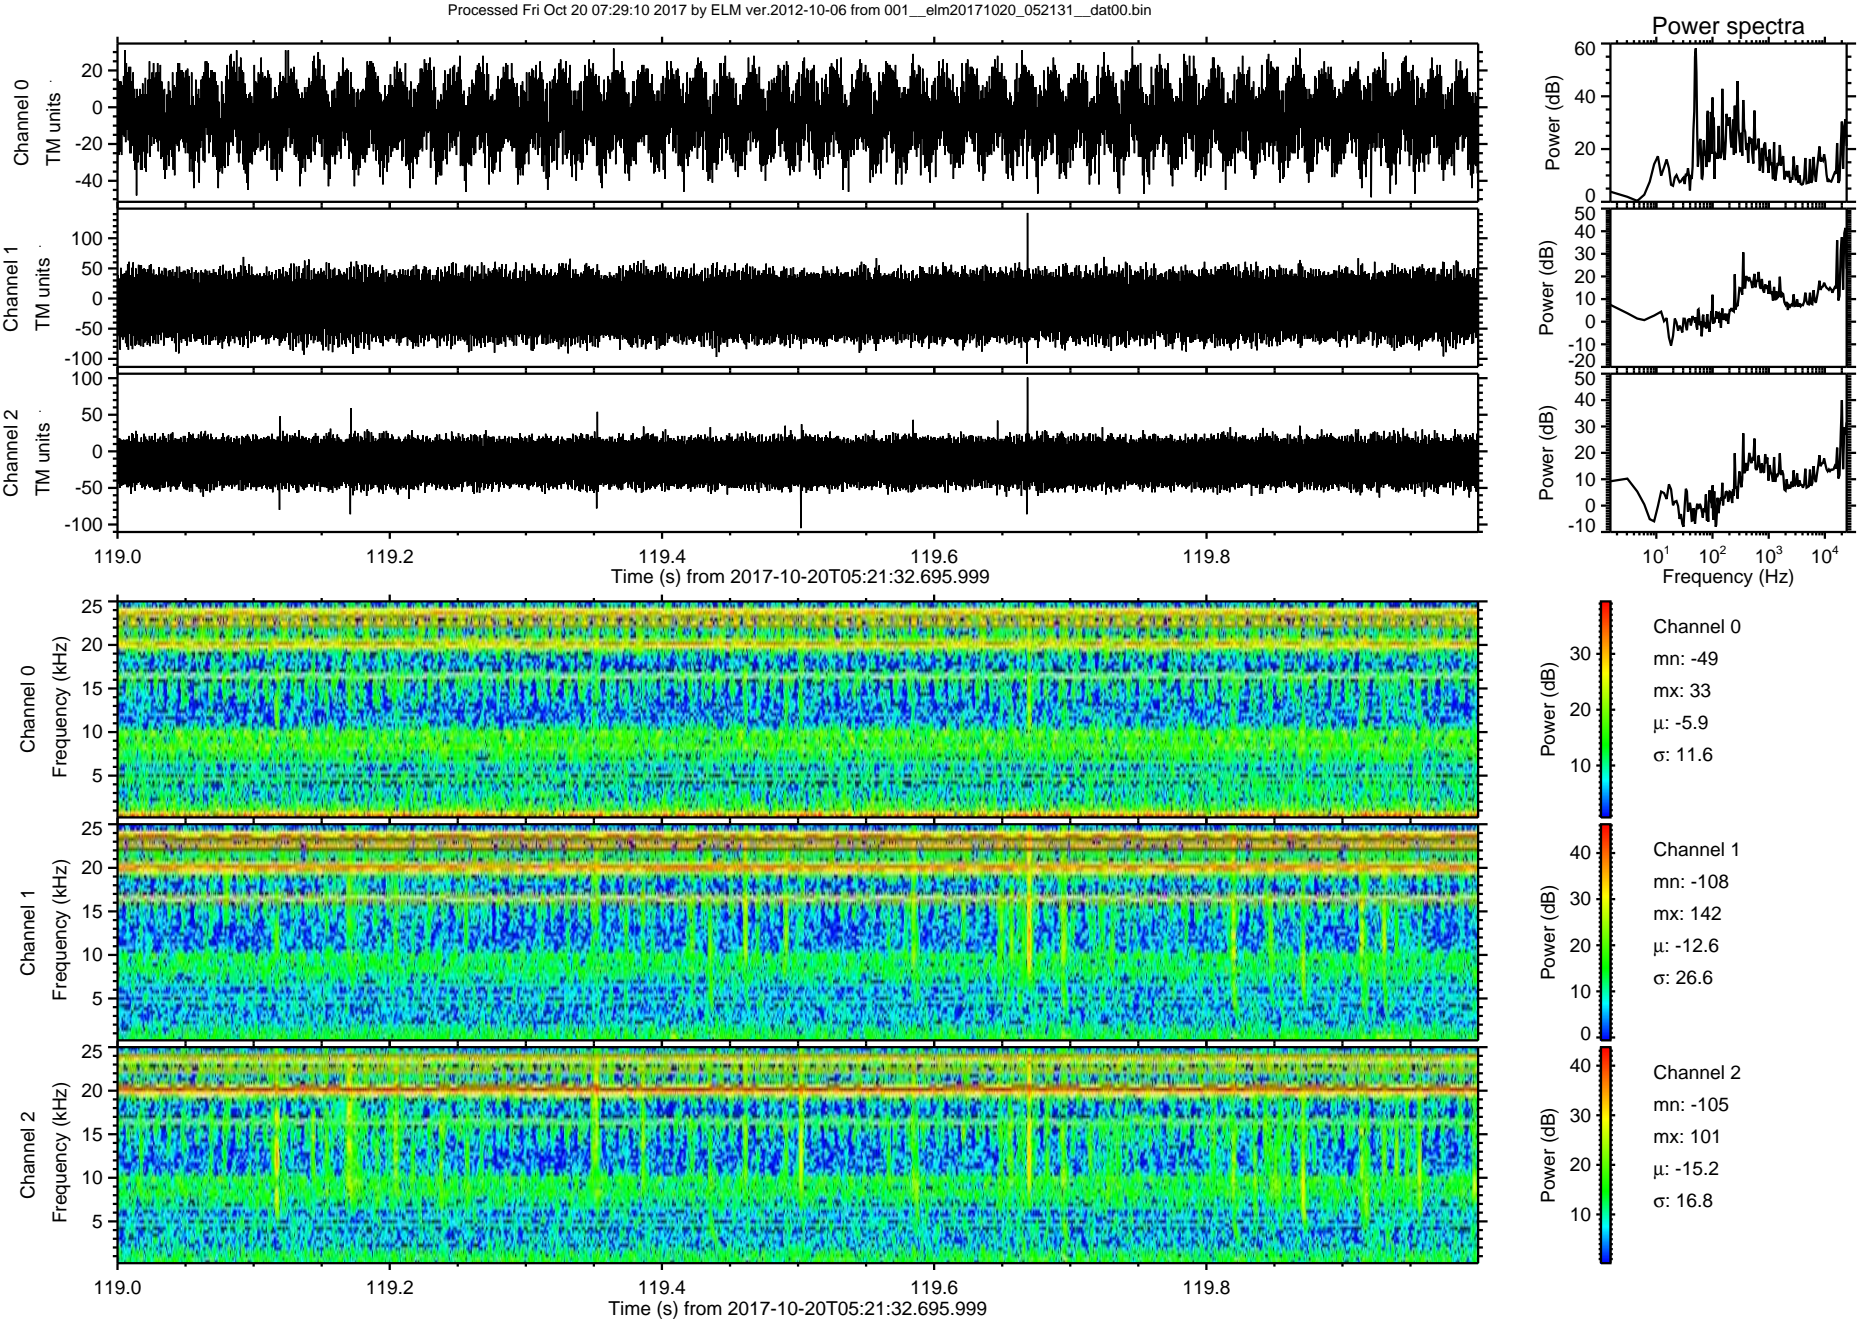 Processed Fri Oct 20 07:29:10 2017 by ELM ver.2012-10-06 from 001__elm20171020_052131__dat00.bin
Power spectra
Channel 0
TM units
20
0
-20
-40
Power (dB)
60
40
20
0
Channel 1
TM units
100
50
0
-50
-100
Power (dB)
50
40
30
20
10
0
-10
-20
Channel 2
TM units
100
50
0
-50
-100
Power (dB)
50
40
30
20
10
0
-10
119.0 119.2 119.4 119.6 119.8
Time (s) from 2017-10-20T05:21:32.695.999
10¹ 10² 10³ 10⁴
Frequency (Hz)
Channel 0
Frequency (kHz)
25
20
15
10
5
Power (dB)
30
20
10
Channel 0
mn: -49
mx: 33
μ: -5.9
σ: 11.6
Channel 1
Frequency (kHz)
25
20
15
10
5
Power (dB)
40
30
20
10
0
Channel 1
mn: -108
mx: 142
μ: -12.6
σ: 26.6
Channel 2
Frequency (kHz)
25
20
15
10
5
Power (dB)
40
30
20
10
Channel 2
mn: -105
mx: 101
μ: -15.2
σ: 16.8
119.0 119.2 119.4 119.6 119.8
Time (s) from 2017-10-20T05:21:32.695.999